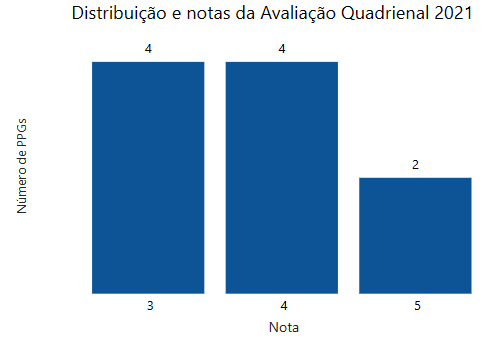 Distribuição e notas da Avaliação Quadrienal 2021
4
4
2
Número de PPGs
3
4
5
Nota